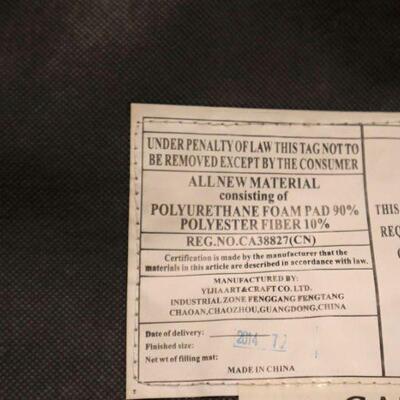 UNDER PENALTY OF LAW THIS TAG NOT TO
BE REMOVED EXCEPT BY THE CONSUMER
ALL NEW MATERIAL
consisting of
POLYURETHANE FOAM PAD 90%
POLYESTER FIBER 10%
REG.NO.CA38827(CN)
Certification is made by the manufacturer that the
materials in this article are described in accordance with law.
MANUFACTURED BY:
YIJIA ART&CRAFT CO. LTD.
INDUSTRIAL ZONE FENGGANG FENGTANG
CHAOAN,CHAOZHOU,GUANGDONG,CHINA
Date of delivery: 2014
Finished size:
Net wt of filling mat:
MADE IN CHINA
THIS
REQ